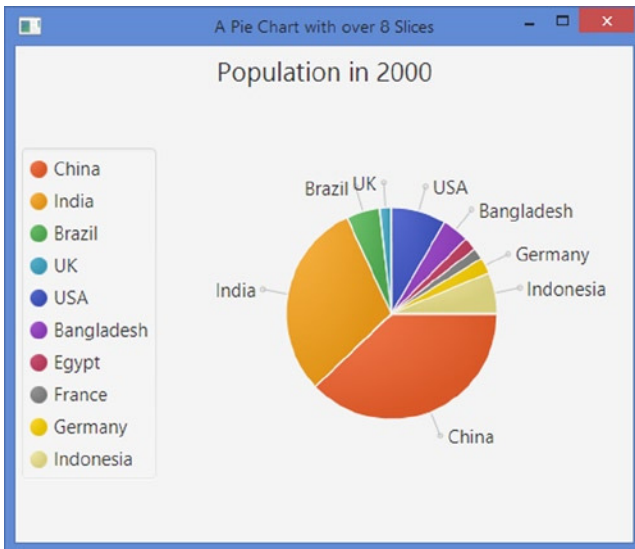 A Pie Chart with over 8 Slices
Population in 2000
China
India
Brazil
UK
USA
Bangladesh
Egypt
France
Germany
Indonesia
Brazil
UK
USA
Bangladesh
Germany
Indonesia
India
China